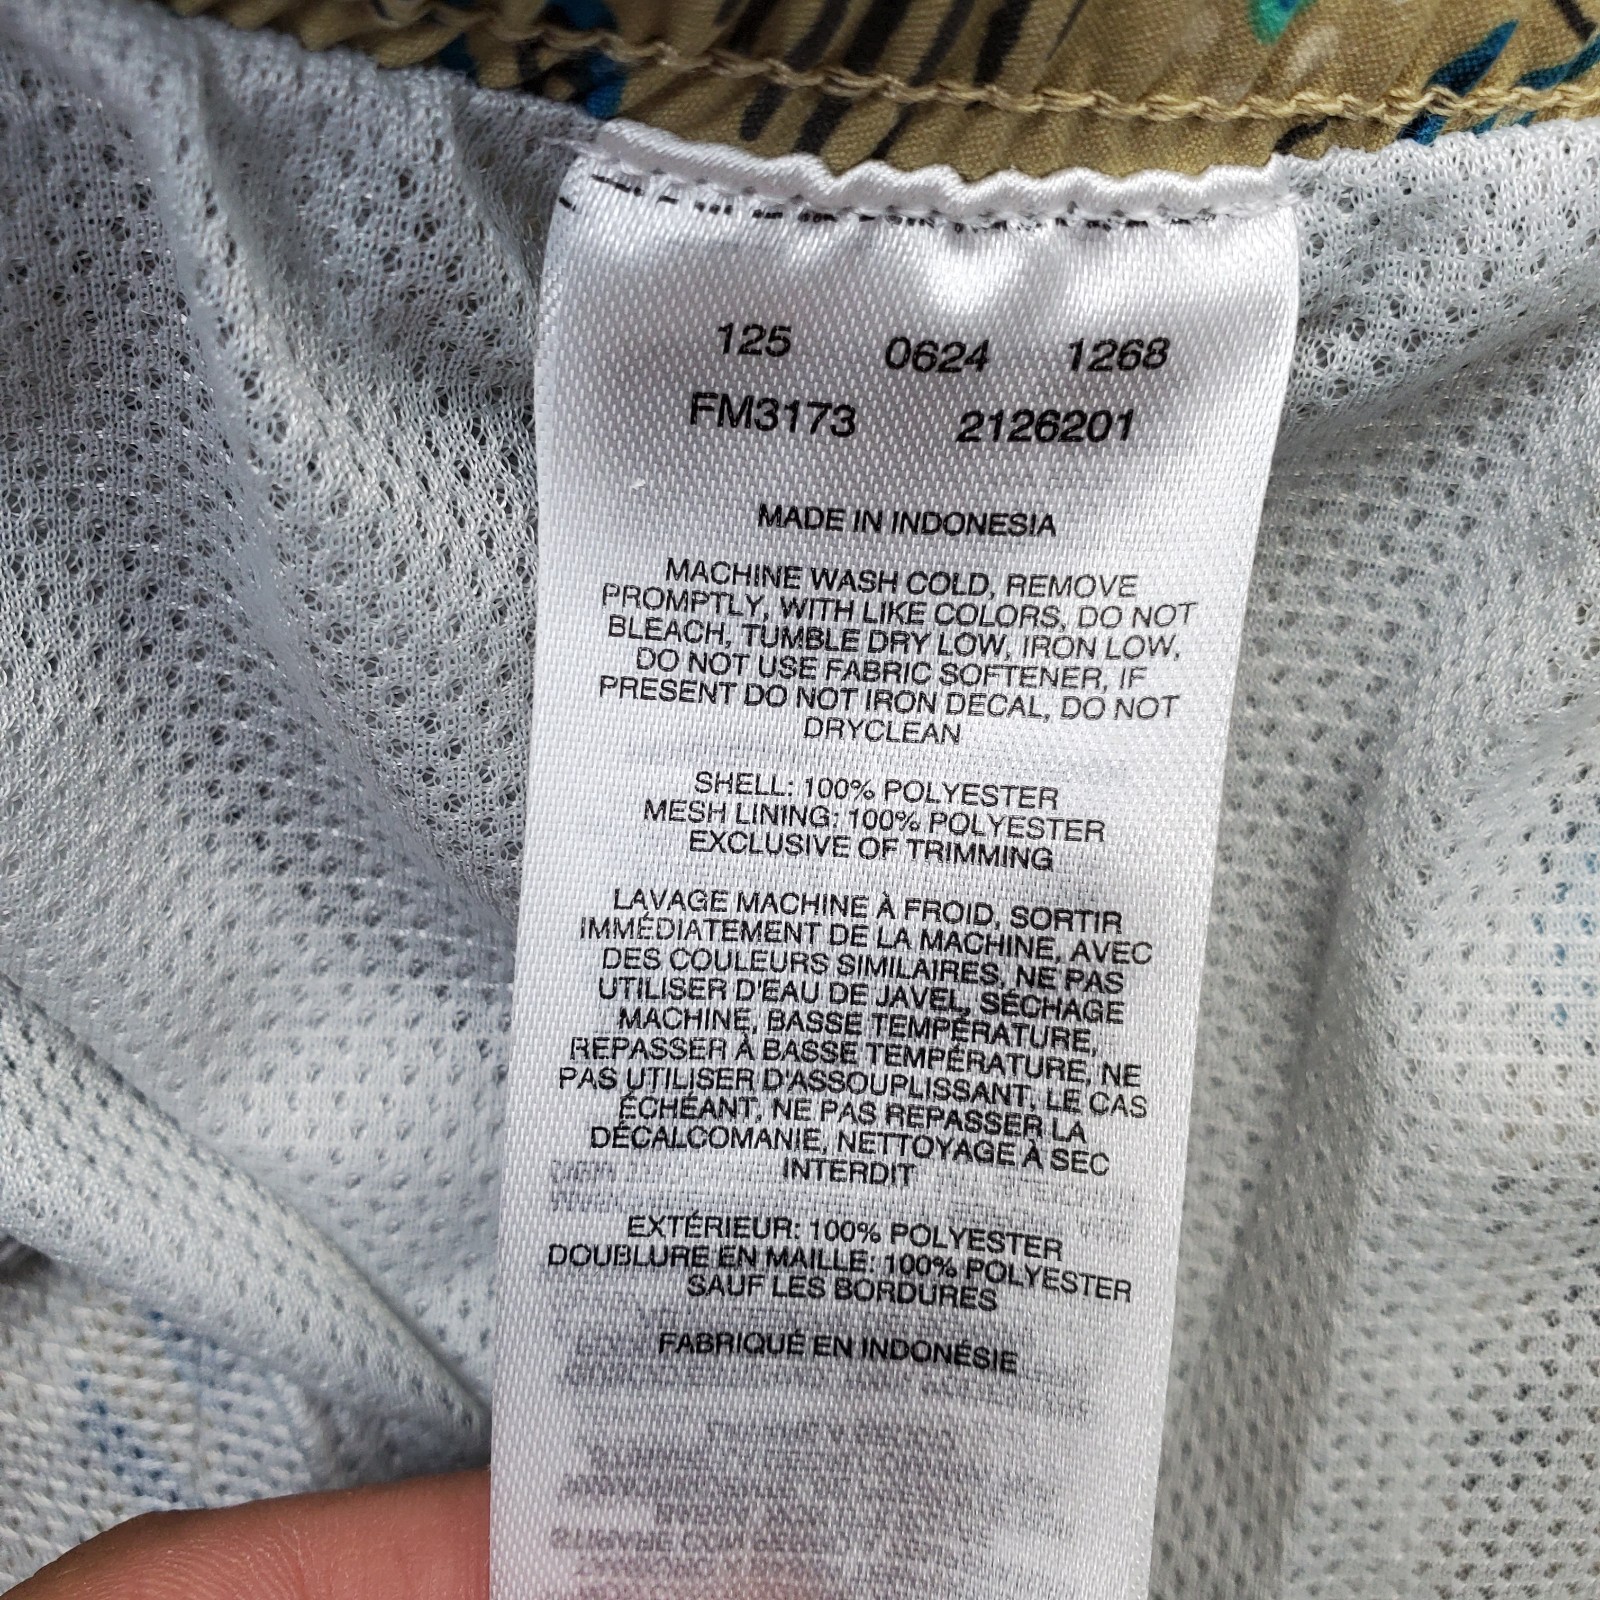 125 0624 1268
FM3173 2126201
MADE IN INDONESIA
MACHINE WASH COLD, REMOVE
PROMPTLY, WITH LIKE COLORS, DO NOT
BLEACH, TUMBLE DRY LOW, IRON LOW,
DO NOT USE FABRIC SOFTENER, IF
PRESENT DO NOT IRON DECAL, DO NOT
DRYCLEAN
SHELL: 100% POLYESTER
MESH LINING: 100% POLYESTER
EXCLUSIVE OF TRIMMING
LAVAGE MACHINE À FROID, SORTIR
IMMÉDIATEMENT DE LA MACHINE, AVEC
DES COULEURS SIMILAIRES, NE PAS
UTILISER D'EAU DE JAVEL, SÉCHAGE
MACHINE, BASSE TEMPÉRATURE,
REPASSER À BASSE TEMPÉRATURE, NE
PAS UTILISER D'ASSOUPLISSANT, LE CAS
ÉCHÉANT, NE PAS REPASSER LA
DÉCALCOMANIE, NETTOYAGE À SEC
INTERDIT
EXTÉRIEUR: 100% POLYESTER
DOUBLURE EN MAILLE: 100% POLYESTER
SAUF LES BORDURES
FABRIQUÉ EN INDONÉSIE